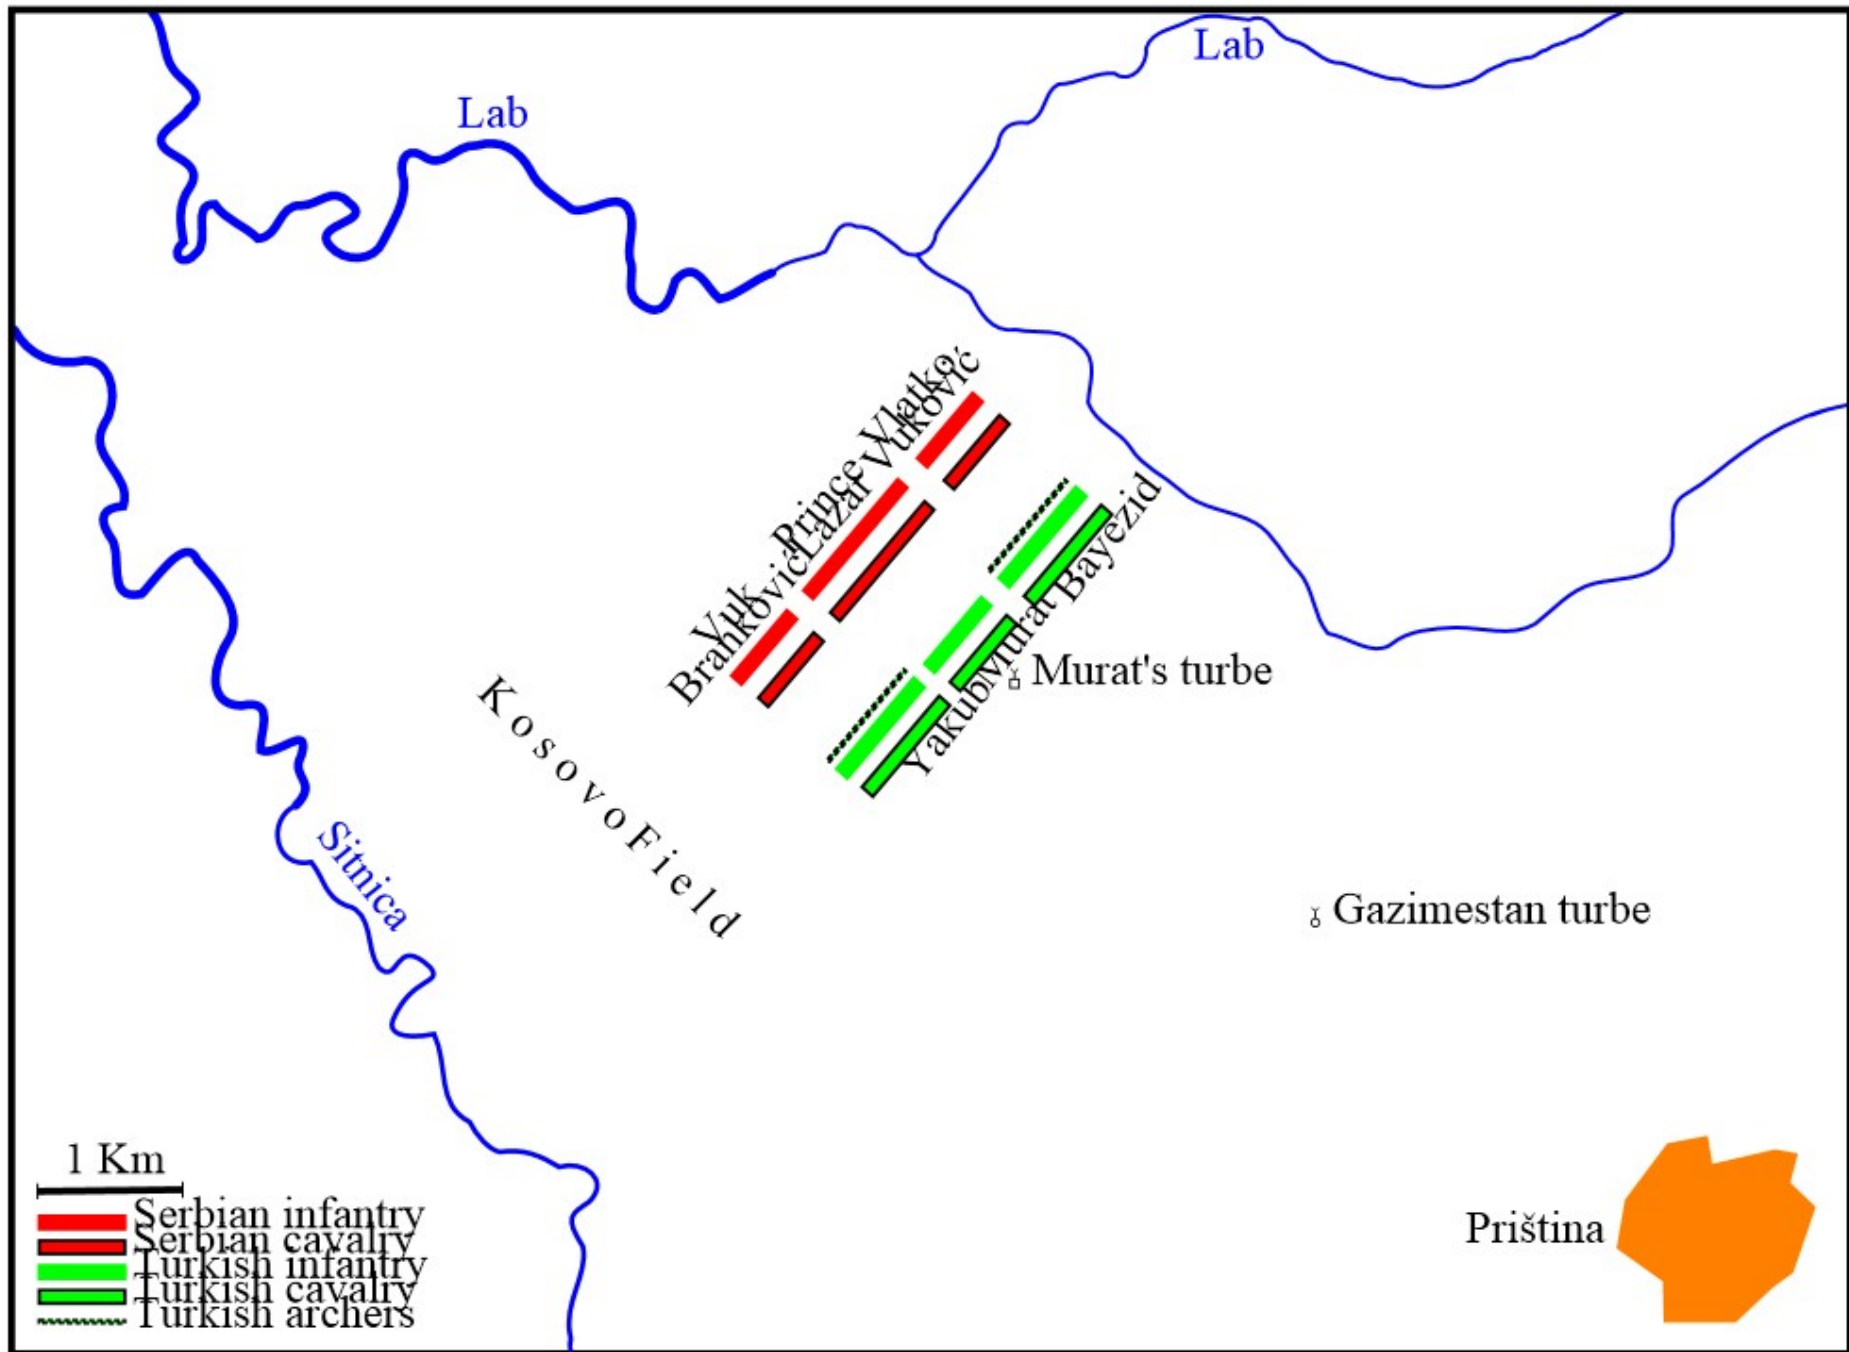 Lab
Lab
Vlatko
Vuković
Prince
Lazar
Vuk
Branković
Bayezid
Murat
Yakub
Murat's turbe
Kosovo Field
Sitnica
Gazimestan turbe
Priština
1 Km
Serbian infantry
Serbian cavalry
Turkish infantry
Turkish cavalry
Turkish archers